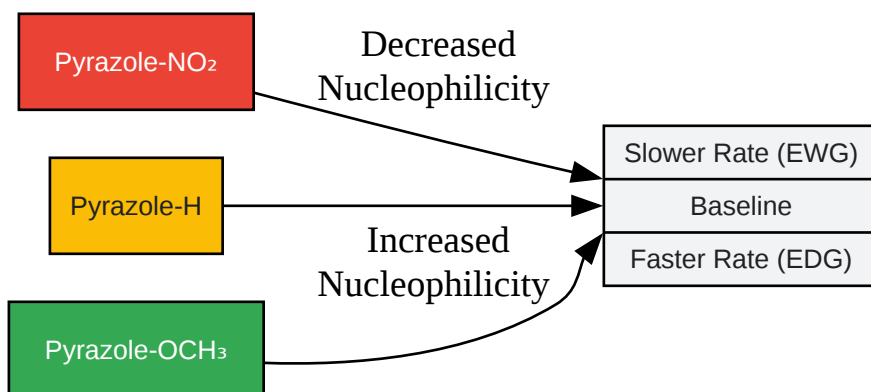 Pyrazole-NO₂
Decreased
Nucleophilicity
Slower Rate (EWG)
Pyrazole-H
Baseline
Increased
Nucleophilicity
Faster Rate (EDG)
Pyrazole-OCH₃